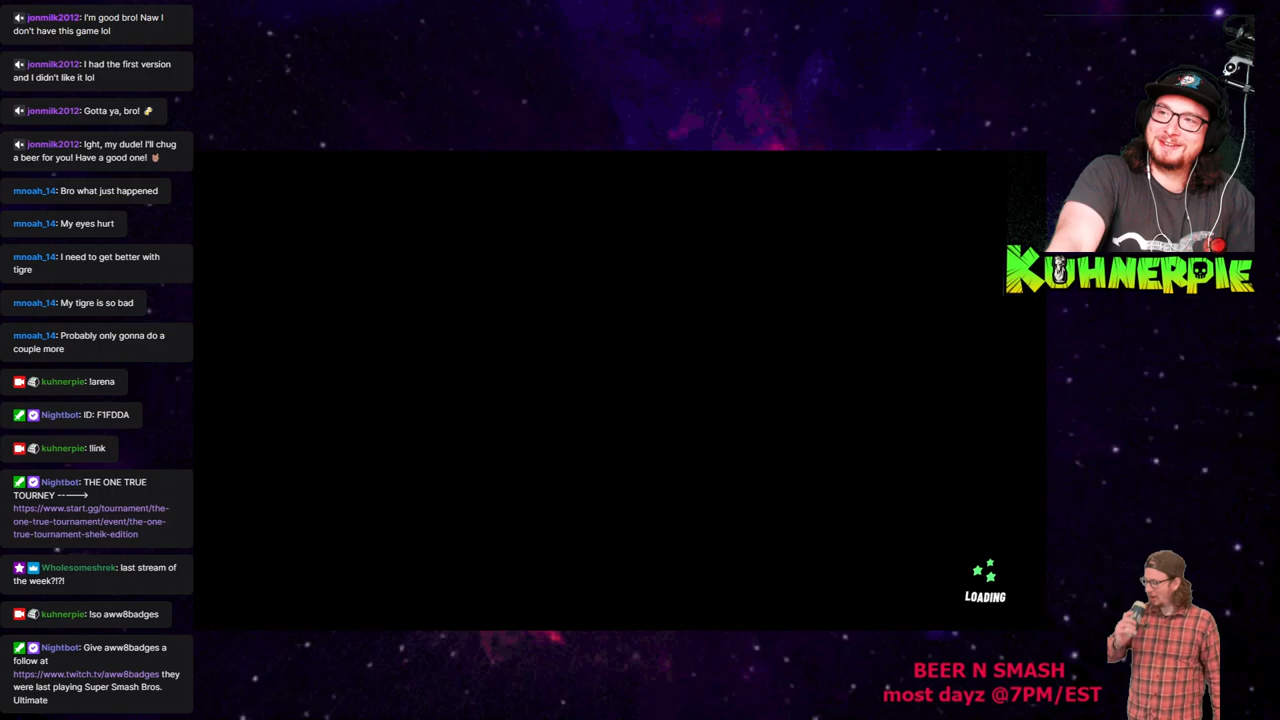 jonmilk2012: I'm good bro! Naw I
don't have this game lol
jonmilk2012: I had the first version
and I didn't like it lol
jonmilk2012: Gotta ya, bro!
jonmilk2012: Ight, my dude! I'll chug
a beer for you! Have a good one!
mnoah_14: Bro what just happened
mnoah_14: My eyes hurt
mnoah_14: I need to get better with
tigre
mnoah_14: My tigre is so bad
mnoah_14: Probably only gonna do a
couple more
kuhnerpie: !arena
Nightbot: ID: F1FDDA
kuhnerpie: !link
Nightbot: THE ONE TRUE
TOURNEY ----->
https://www.start.gg/tournament/the-
one-true-tournament/event/the-one-
true-tournament-sheik-edition
Wholesomeshrek: last stream of
the week?!?!
kuhnerpie: !so aww8badges
Nightbot: Give aww8badges a
follow at
https://www.twitch.tv/aww8badges they
were last playing Super Smash Bros.
Ultimate
KUHNERPIE
LOADING
BEER N SMASH
most dayz @7PM/EST